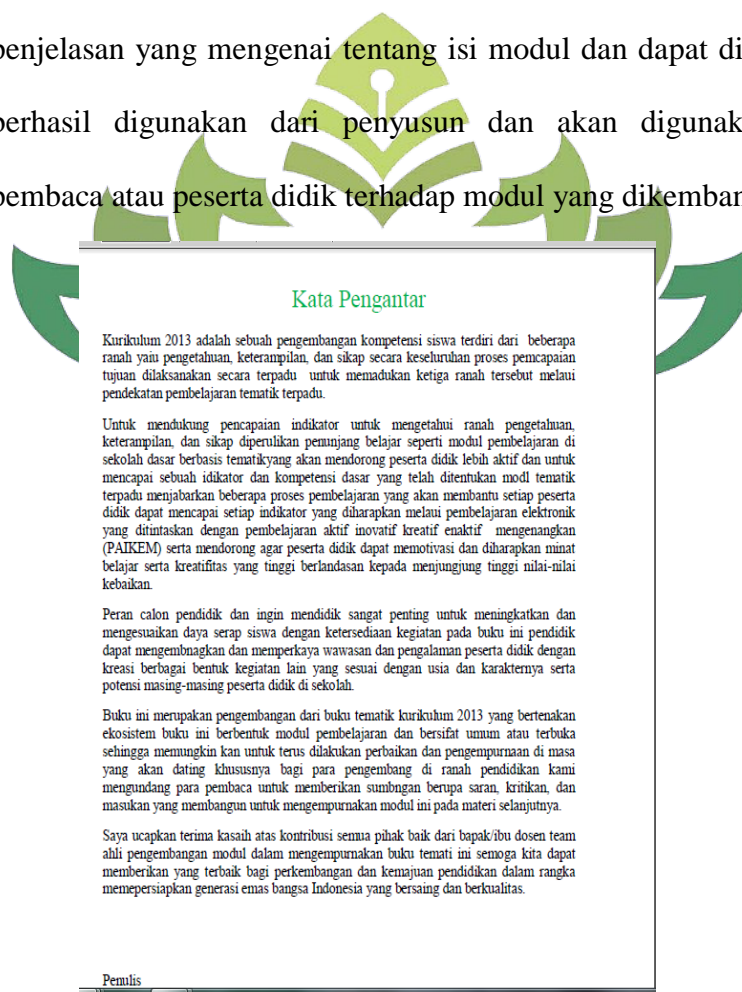 penjelasan yang mengenai tentang isi modul dan dapat di
berhasil digunakan dari penyusun dan akan digunak
pembaca atau peserta didik terhadap modul yang dikemban
Kata Pengantar
Kurikulum 2013 adalah sebuah pengembangan kompetensi siswa terdiri dari beberapa
ranah yaiu pengetahuan, keterampilan, dan sikap secara keseluruhan proses pemcapaian
tujuan dilaksanakan secara terpadu untuk memadukan ketiga ranah tersebut melaui
pendekatan pembelajaran tematik terpadu.
Untuk mendukung pencapaian indikator untuk mengetahui ranah pengetahuan,
keterampilan, dan sikap diperulikan penunjang belajar seperti modul pembelajaran di
sekolah dasar berbasis tematikyang akan mendorong peserta didik lebih aktif dan untuk
mencapai sebuah idikator dan kompetensi dasar yang telah ditentukan modl tematik
terpadu menjabarkan beberapa proses pembelajaran yang akan membantu setiap peserta
didik dapat mencapai setiap indikator yang diharapkan melaui pembelajaran elektronik
yang ditintaskan dengan pembelajaran aktif inovatif kreatif enaktif mengenangkan
(PAIKEM) serta mendorong agar peserta didik dapat memotivasi dan diharapkan minat
belajar serta kreatifitas yang tinggi berlandasan kepada menjungjung tinggi nilai-nilai
kebaikan.
Peran calon pendidik dan ingin mendidik sangat penting untuk meningkatkan dan
mengesuaikan daya serap siswa dengan ketersediaan kegiatan pada buku ini pendidik
dapat mengembnagkan dan memperkaya wawasan dan pengalaman peserta didik dengan
kreasi berbagai bentuk kegiatan lain yang sesuai dengan usia dan karakternya serta
potensi masing-masing peserta didik di sekolah.
Buku ini merupakan pengembangan dari buku tematik kurikulum 2013 yang bertenakan
ekosistem buku ini berbentuk modul pembelajaran dan bersifat umum atau terbuka
sehingga memungkin kan untuk terus dilakukan perbaikan dan pengempurnaan di masa
yang akan dating khususnya bagi para pengembang di ranah pendidikan kami
mengundang para pembaca untuk memberikan sumbngan berupa saran, kritikan, dan
masukan yang membangun untuk mengempurnakan modul ini pada materi selanjutnya.
Saya ucapkan terima kasaih atas kontribusi semua pihak baik dari bapak/ibu dosen team
ahli pengembangan modul dalam mengempurnakan buku temati ini semoga kita dapat
memberikan yang terbaik bagi perkembangan dan kemajuan pendidikan dalam rangka
memepersiapkan generasi emas bangsa Indonesia yang bersaing dan berkualitas.
Penulis